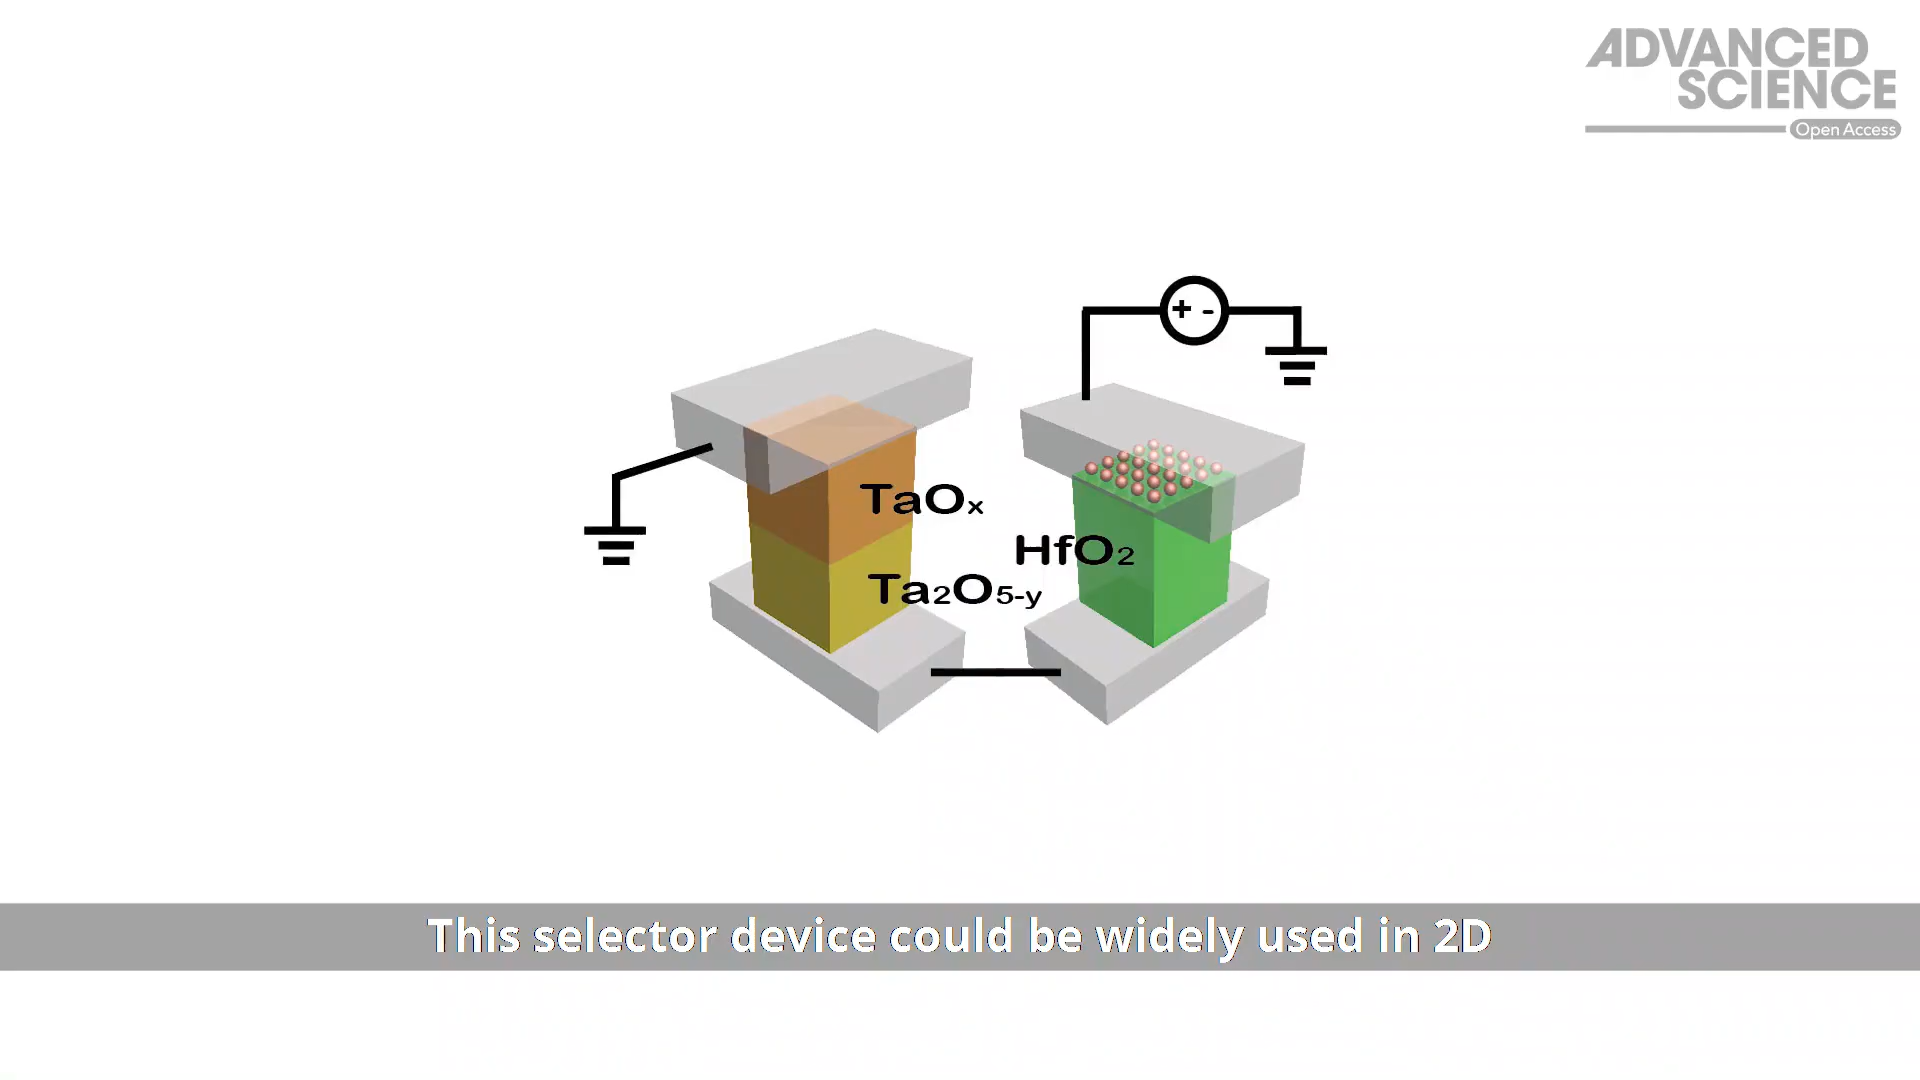 ADVANCED
SCIENCE
Open Access
+ -
TaOx
HfO2
Ta2O5-y
This selector device could be widely used in 2D